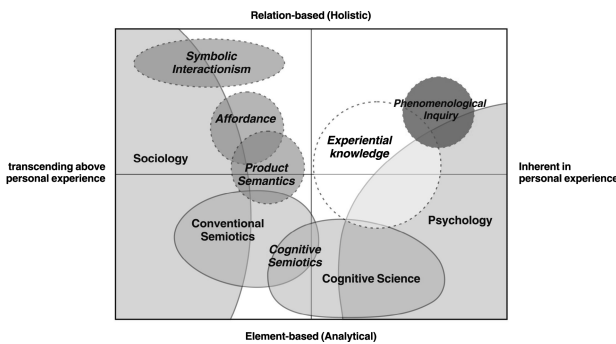 Relation-based (Holistic)
Symbolic
Interactionism
Phenomenological
Inquiry
Affordance
Experiential
knowledge
Sociology
transcending above
personal experience
Product
Semantics
Inherent in
personal experience
Psychology
Conventional
Semiotics
Cognitive
Semiotics
Cognitive Science
Element-based (Analytical)